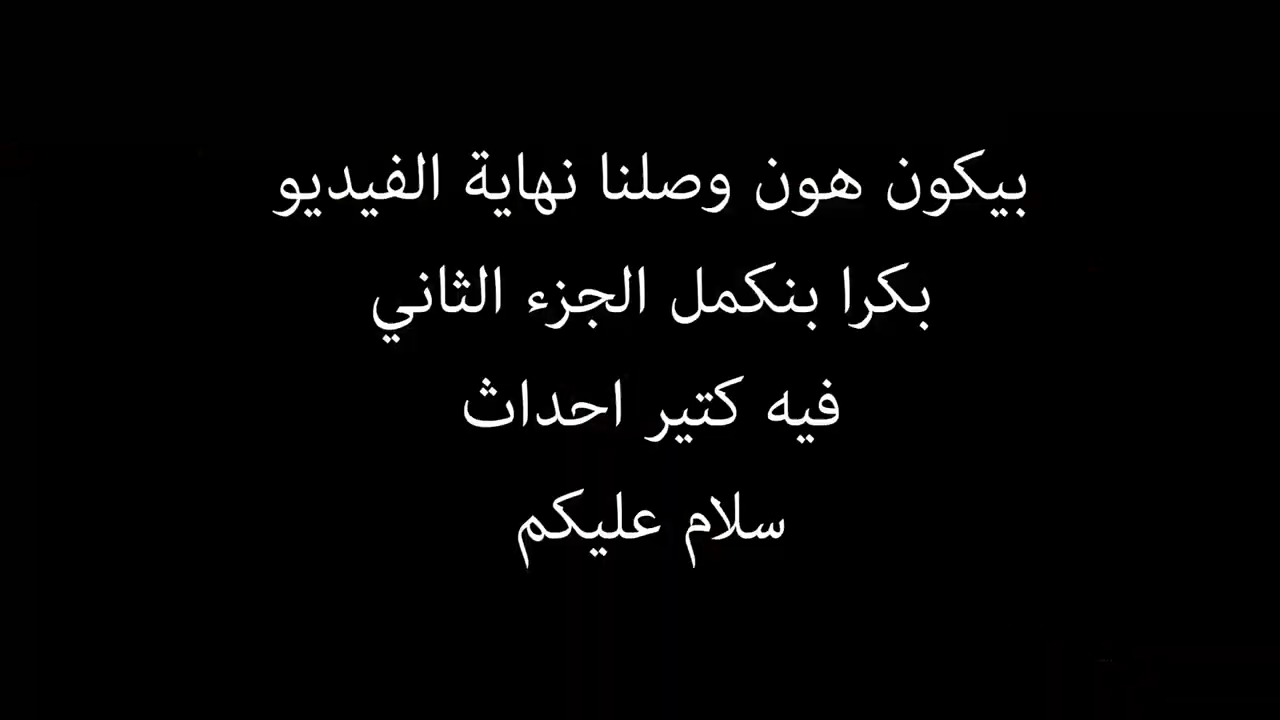 بيكون هون وصلنا نهاية الفيديو
بكرا بنكمل الجزء الثاني
فيه كتير احداث
سلام عليكم